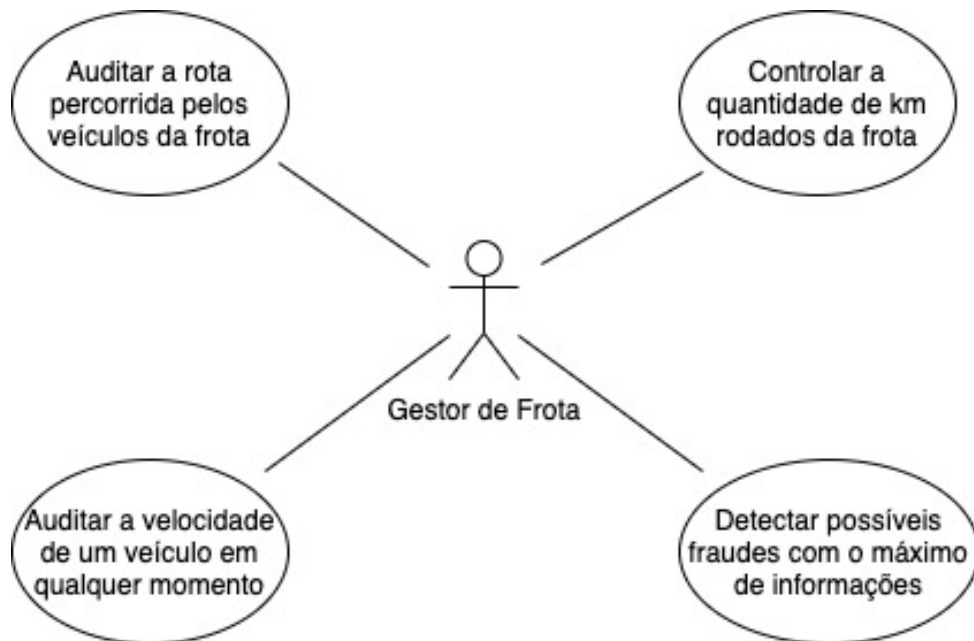 Auditar a rota
percorrida pelos
veículos da frota
Controlar a
quantidade de km
rodados da frota
Gestor de Frota
Auditar a velocidade
de um veículo em
qualquer momento
Detectar possíveis
fraudes com o máximo
de informações